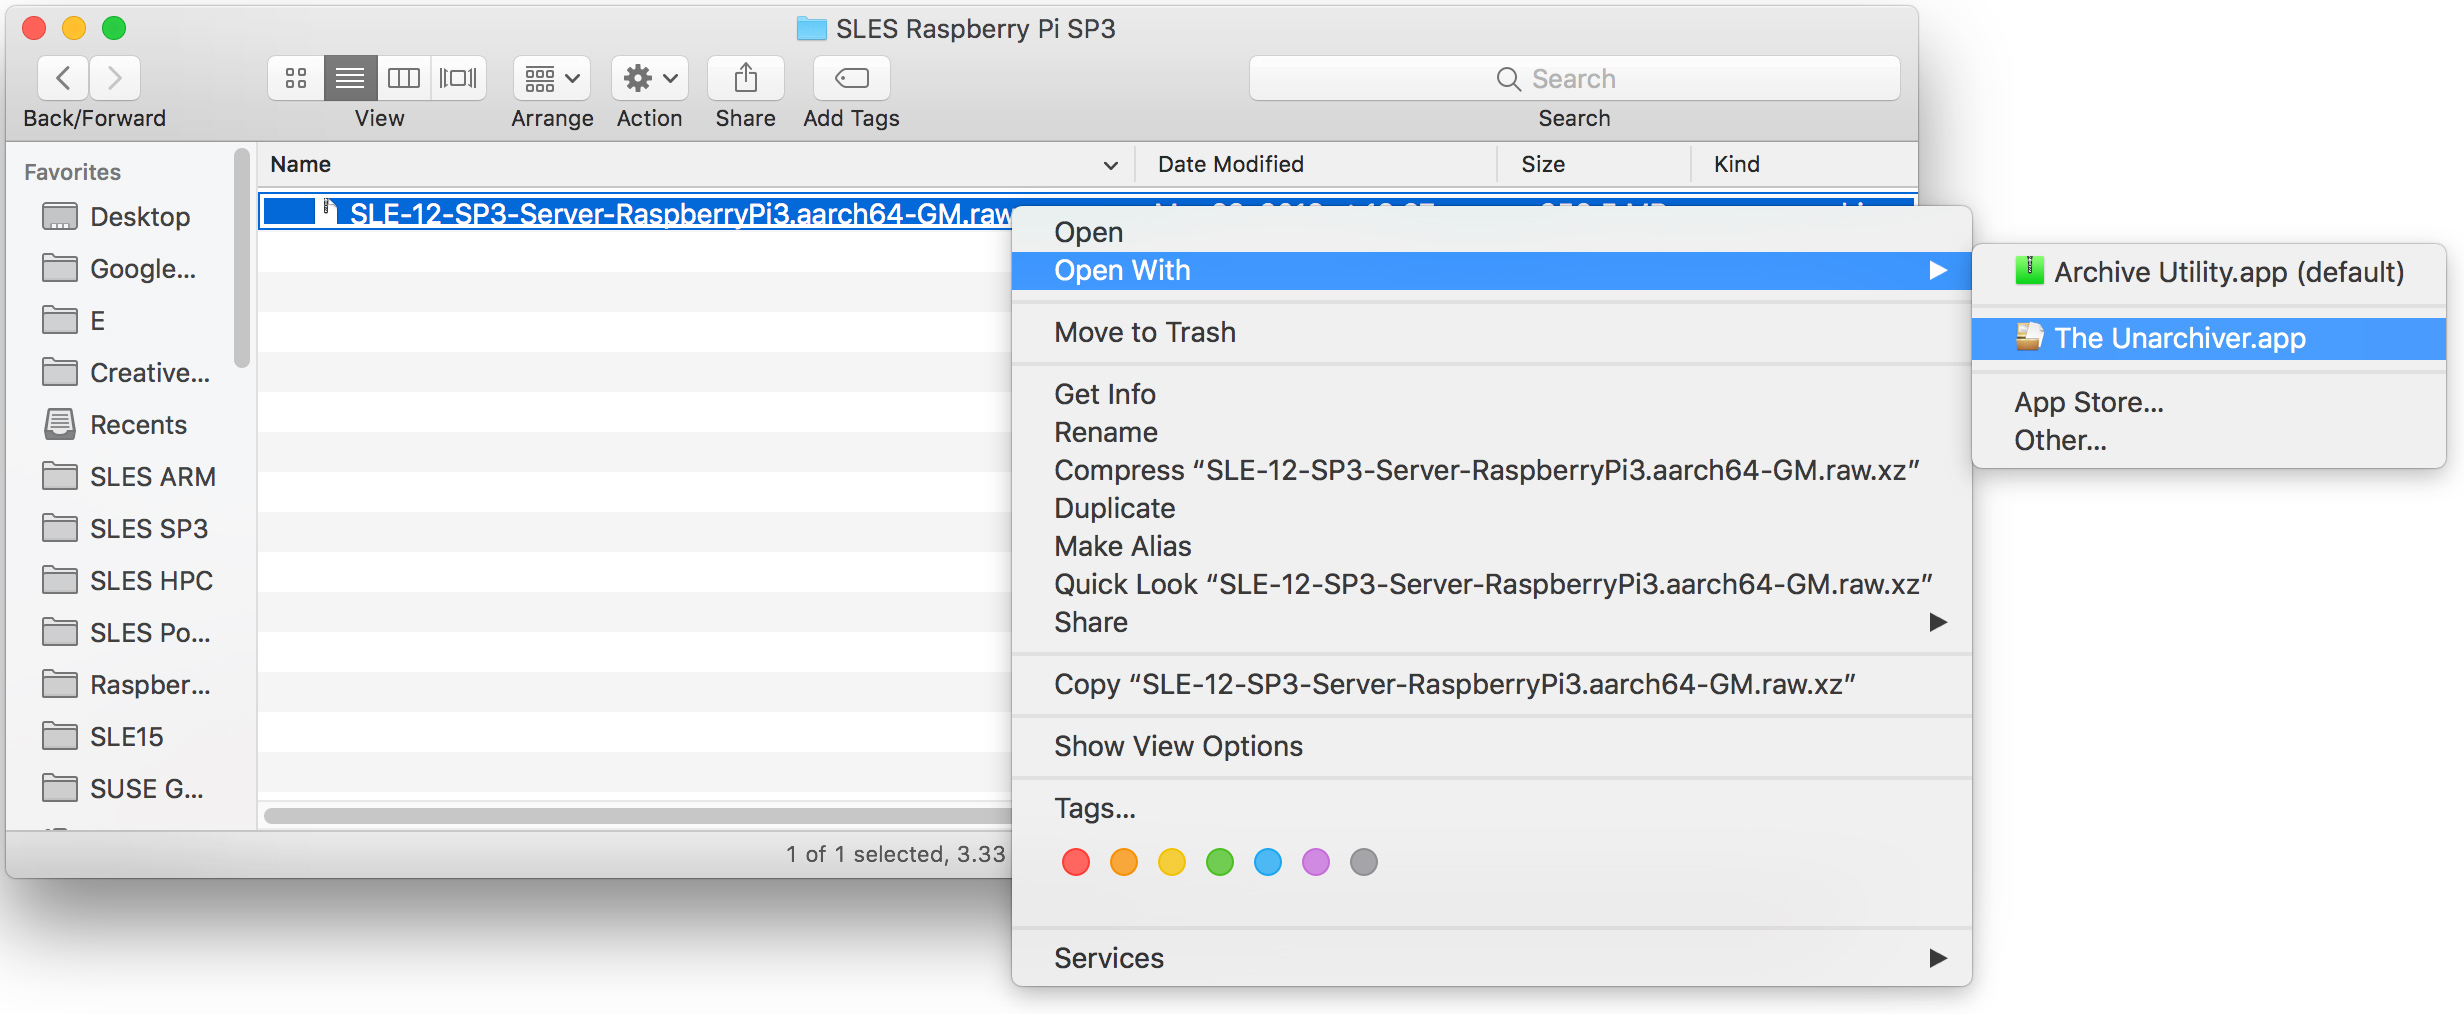 SLES Raspberry Pi SP3
Search
Back/Forward
View
Arrange
Action
Share
Add Tags
Search
Favorites
Desktop
Google...
E
Creative...
Recents
SLES ARM
SLES SP3
SLES HPC
SLES Po...
Raspber...
SLE15
SUSE G...
Name
Date Modified
Size
Kind
SLE-12-SP3-Server-RaspberryPi3.aarch64-GM.raw
1 of 1 selected, 3.33
Open
Open With
Move to Trash
Get Info
Rename
Compress “SLE-12-SP3-Server-RaspberryPi3.aarch64-GM.raw.xz”
Duplicate
Make Alias
Quick Look “SLE-12-SP3-Server-RaspberryPi3.aarch64-GM.raw.xz”
Share
Copy “SLE-12-SP3-Server-RaspberryPi3.aarch64-GM.raw.xz”
Show View Options
Tags...
Services
Archive Utility.app (default)
The Unarchiver.app
App Store...
Other...